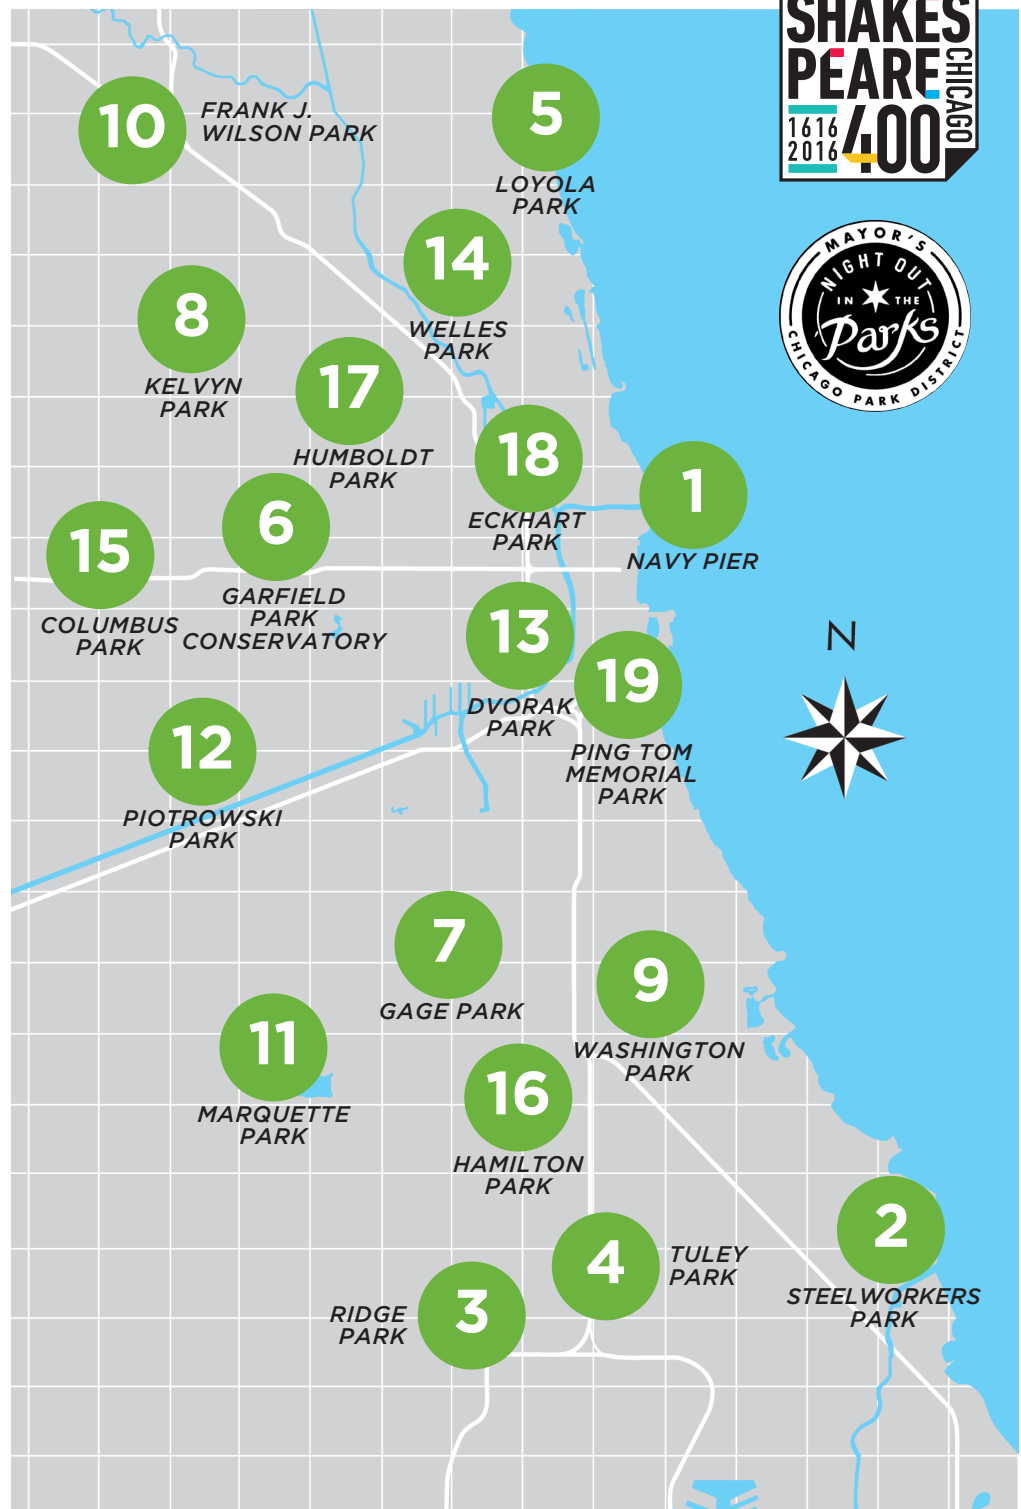 SHAKES
PEARE
CHICAGO
1616
2016
400
10
FRANK J.
WILSON PARK
5
LOYOLA
PARK
MAYOR'S
NIGHT OUT
IN THE
Parks
CHICAGO PARK DISTRICT
14
WELLES
PARK
8
KELVYN
PARK
17
HUMBOLDT
PARK
18
ECKHART
PARK
1
NAVY PIER
15
COLUMBUS
PARK
6
GARFIELD
PARK
CONSERVATORY
13
DVORAK
PARK
19
PING TOM
MEMORIAL
PARK
N
12
PIOTROWSKI
PARK
7
GAGE PARK
9
WASHINGTON
PARK
11
MARQUETTE
PARK
16
HAMILTON
PARK
2
STEELWORKERS
PARK
4
TULEY
PARK
3
RIDGE
PARK